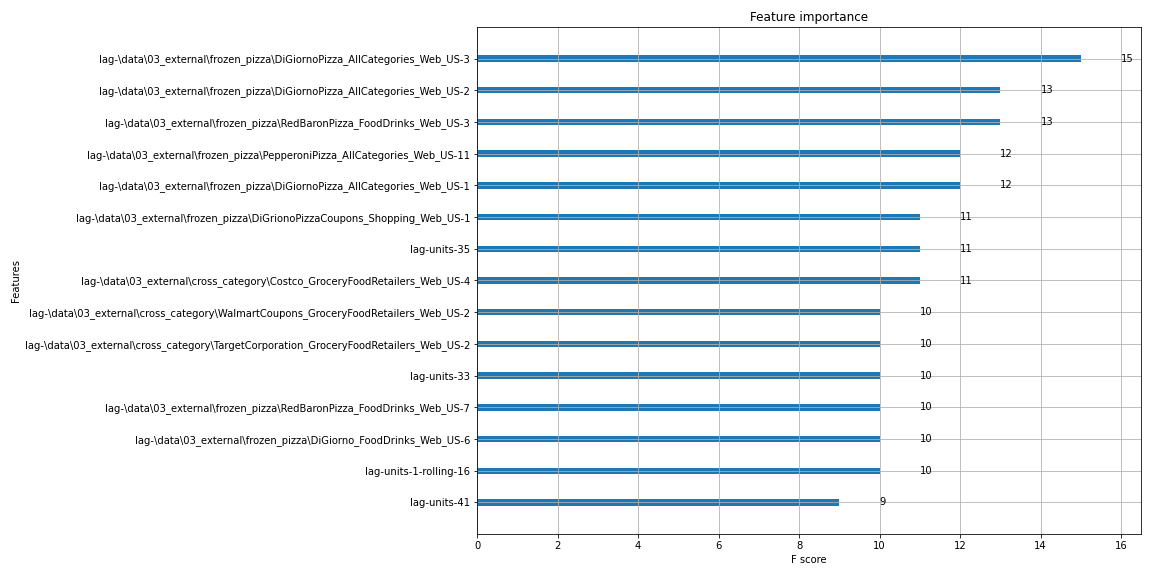 Feature importance
lag-\data\03_external\frozen_pizza\DiGiornoPizza_AllCategories_Web_US-3 15
lag-\data\03_external\frozen_pizza\DiGiornoPizza_AllCategories_Web_US-2 13
lag-\data\03_external\frozen_pizza\RedBaronPizza_FoodDrinks_Web_US-3 13
lag-\data\03_external\frozen_pizza\PepperoniPizza_AllCategories_Web_US-11 12
lag-\data\03_external\frozen_pizza\DiGiornoPizza_AllCategories_Web_US-1 12
lag-\data\03_external\frozen_pizza\DiGrionoPizzaCoupons_Shopping_Web_US-1 11
lag-units-35 11
lag-\data\03_external\cross_category\Costco_GroceryFoodRetailers_Web_US-4 11
lag-\data\03_external\cross_category\WalmartCoupons_GroceryFoodRetailers_Web_US-2 10
lag-\data\03_external\cross_category\TargetCorporation_GroceryFoodRetailers_Web_US-2 10
lag-units-33 10
lag-\data\03_external\frozen_pizza\RedBaronPizza_FoodDrinks_Web_US-7 10
lag-\data\03_external\frozen_pizza\DiGiorno_FoodDrinks_Web_US-6 10
lag-units-1-rolling-16 10
lag-units-41 9
Features
0 2 4 6 8 10 12 14 16
F score